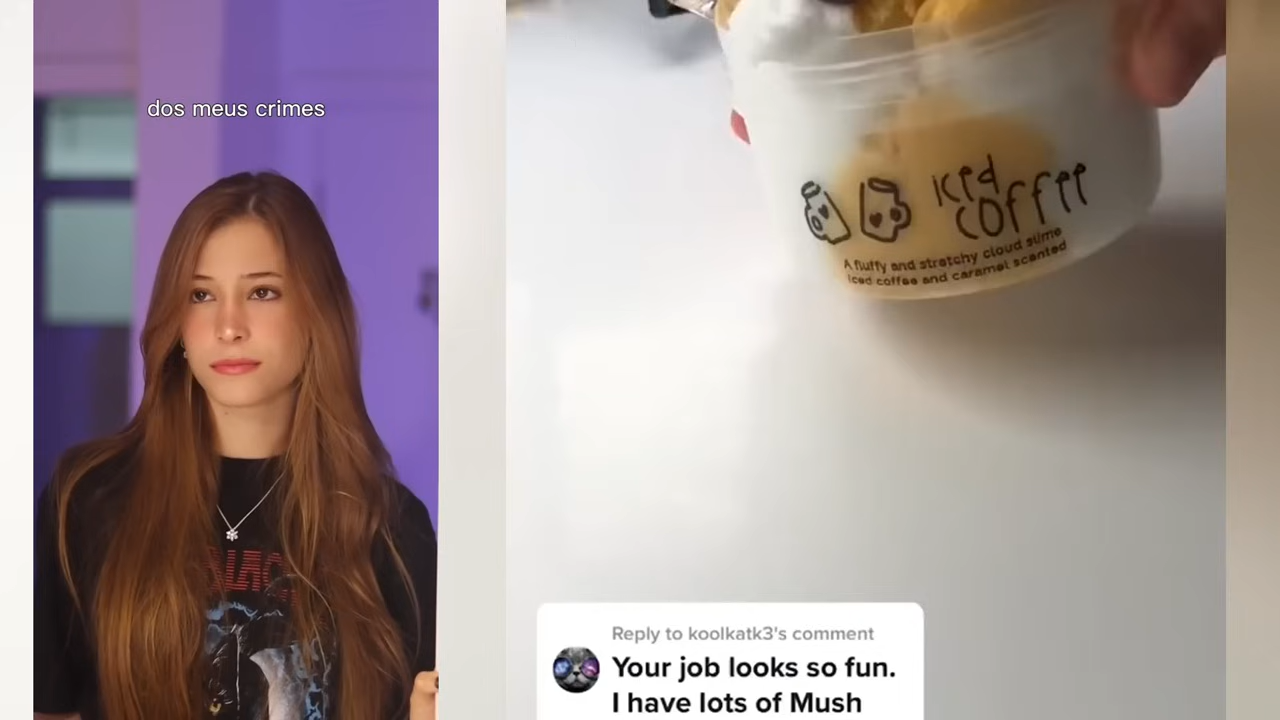 dos meus crimes
iced
coffee
A fluffy and stretchy cloud slime
iced coffee and caramel scented
Reply to koolkatk3's comment
Your job looks so fun.
I have lots of Mush